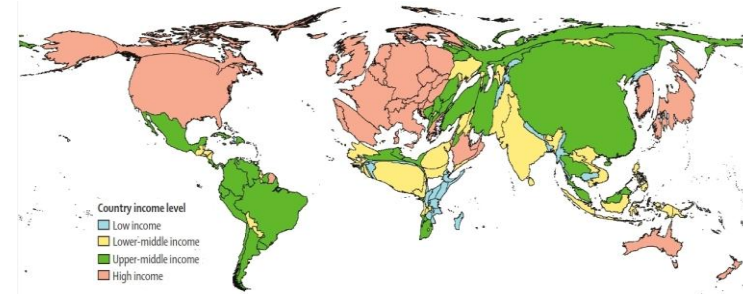 Country income level
Low income
Lower-middle income
Upper-middle income
High income